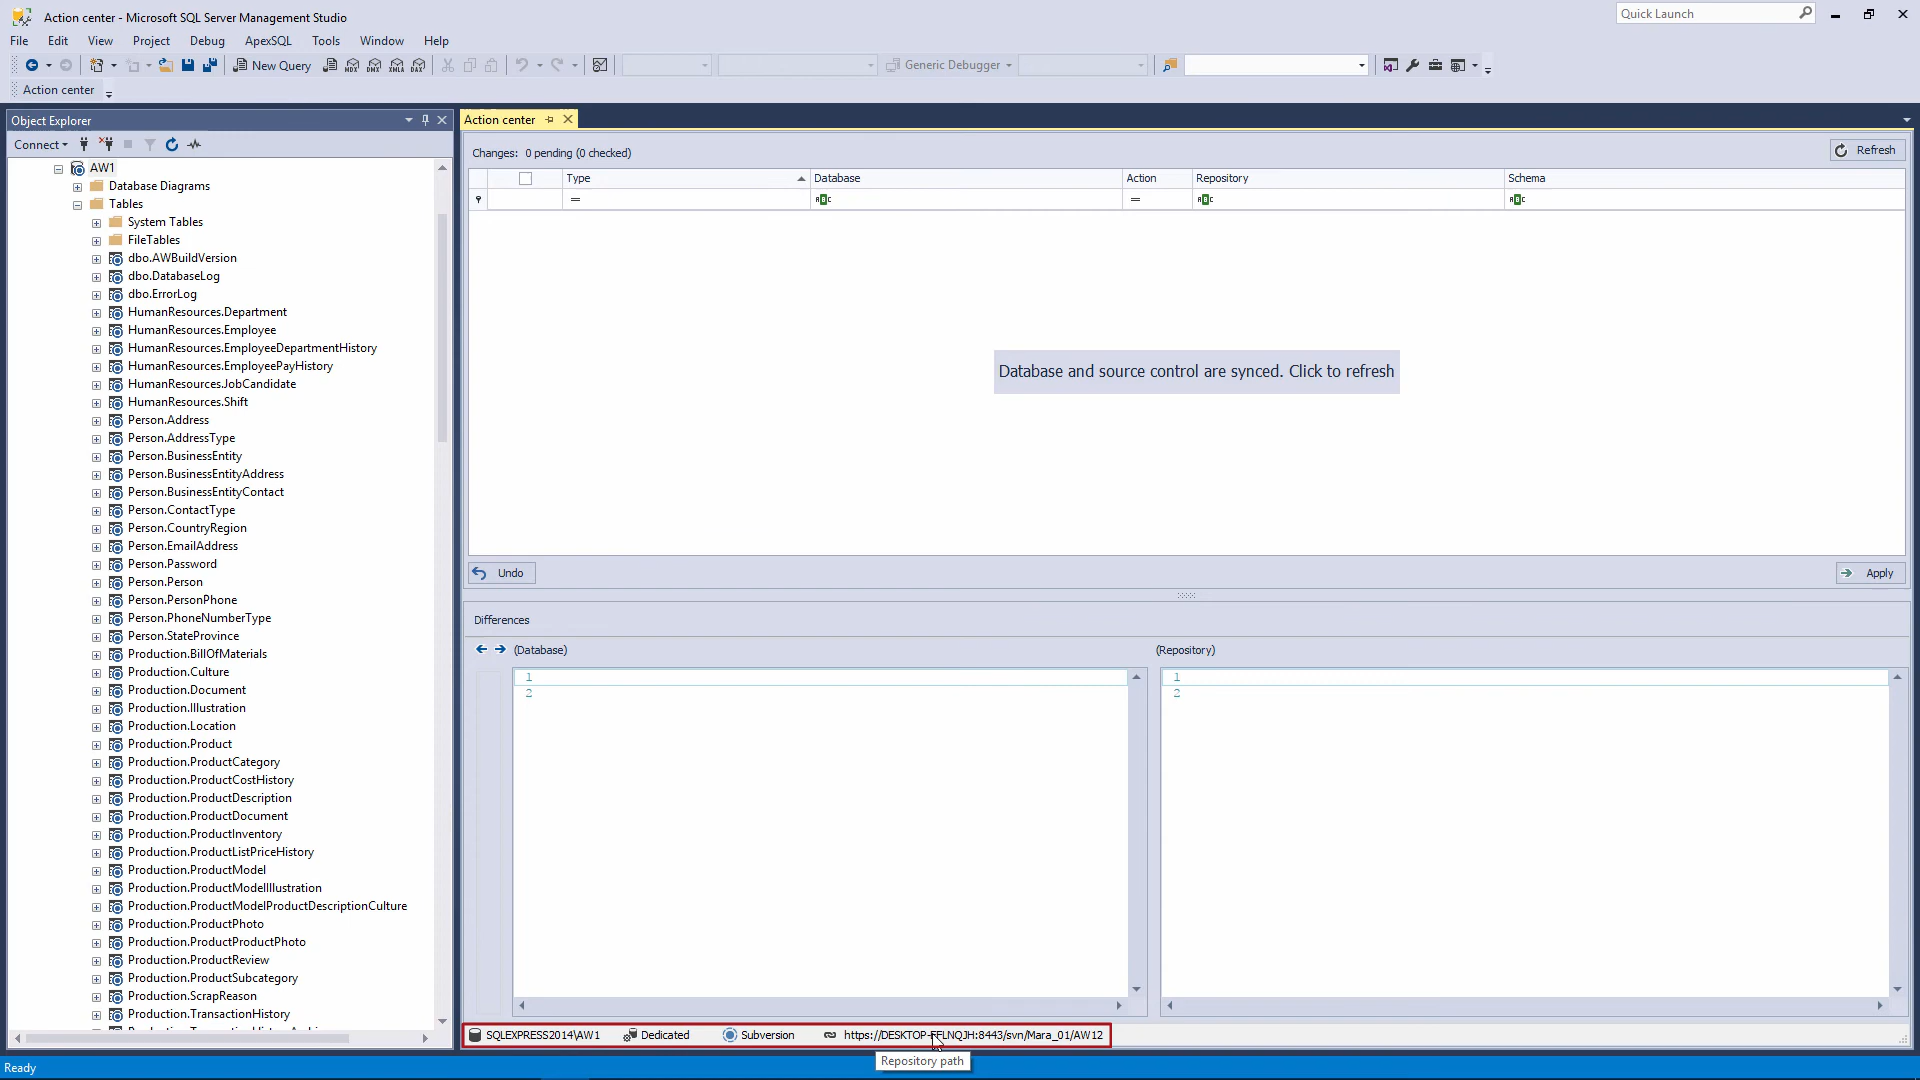 Action center - Microsoft SQL Server Management Studio
Quick Launch
File Edit View Project Debug ApexSQL Tools Window Help
New Query
Generic Debugger
Action center
Object Explorer
Connect
AW1
Database Diagrams
Tables
System Tables
FileTables
dbo.AWBuildVersion
dbo.DatabaseLog
dbo.ErrorLog
HumanResources.Department
HumanResources.Employee
HumanResources.EmployeeDepartmentHistory
HumanResources.EmployeePayHistory
HumanResources.JobCandidate
HumanResources.Shift
Person.Address
Person.AddressType
Person.BusinessEntity
Person.BusinessEntityAddress
Person.BusinessEntityContact
Person.ContactType
Person.CountryRegion
Person.EmailAddress
Person.Password
Person.Person
Person.PersonPhone
Person.PhoneNumberType
Person.StateProvince
Production.BillOfMaterials
Production.Culture
Production.Document
Production.Illustration
Production.Location
Production.Product
Production.ProductCategory
Production.ProductCostHistory
Production.ProductDescription
Production.ProductDocument
Production.ProductInventory
Production.ProductListPriceHistory
Production.ProductModel
Production.ProductModelIllustration
Production.ProductModelProductDescriptionCulture
Production.ProductPhoto
Production.ProductProductPhoto
Production.ProductReview
Production.ProductSubcategory
Production.ScrapReason
Production.TransactionHistory
Action center
Changes: 0 pending (0 checked)
Refresh
Type Database Action Repository Schema
Database and source control are synced. Click to refresh
Undo
Apply
Differences
(Database)
(Repository)
1
2
1
2
SQLEXPRESS2014\AW1 Dedicated Subversion
Repository path
Ready